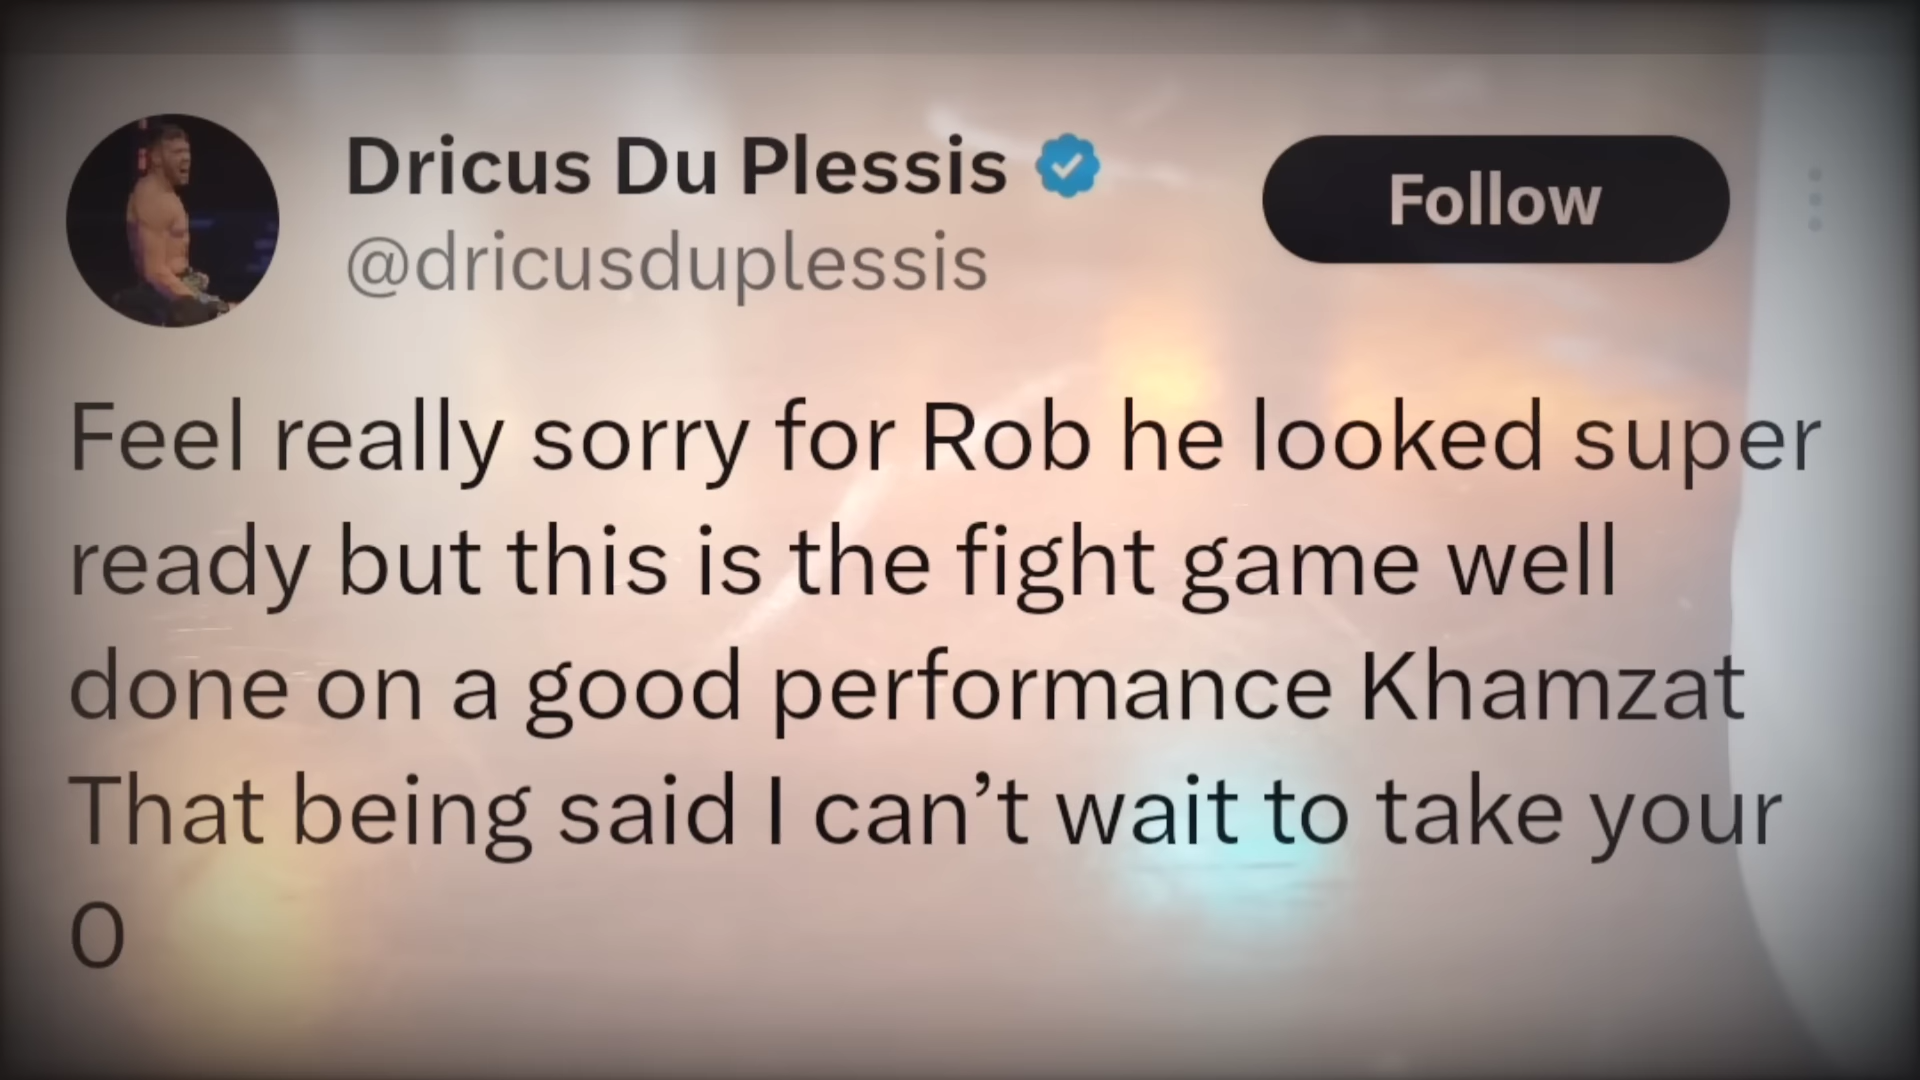 Dricus Du Plessis
@dricusduplessis
Follow
Feel really sorry for Rob he looked super
ready but this is the fight game well
done on a good performance Khamzat
That being said I can’t wait to take your
0